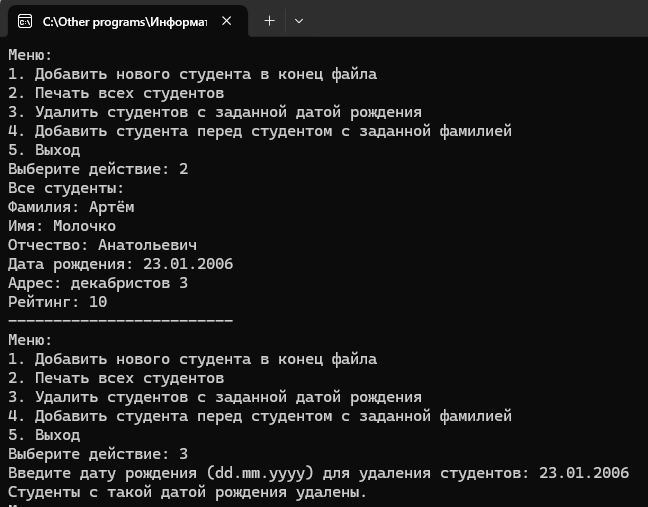 C:\Other programs\Информат
Меню:
1. Добавить нового студента в конец файла
2. Печать всех студентов
3. Удалить студентов с заданной датой рождения
4. Добавить студента перед студентом с заданной фамилией
5. Выход
Выберите действие: 2
Все студенты:
Фамилия: Артём
Имя: Молочко
Отчество: Анатольевич
Дата рождения: 23.01.2006
Адрес: декабристов 3
Рейтинг: 10
-------------------------
Меню:
1. Добавить нового студента в конец файла
2. Печать всех студентов
3. Удалить студентов с заданной датой рождения
4. Добавить студента перед студентом с заданной фамилией
5. Выход
Выберите действие: 3
Введите дату рождения (dd.mm.yyyy) для удаления студентов: 23.01.2006
Студенты с такой датой рождения удалены.